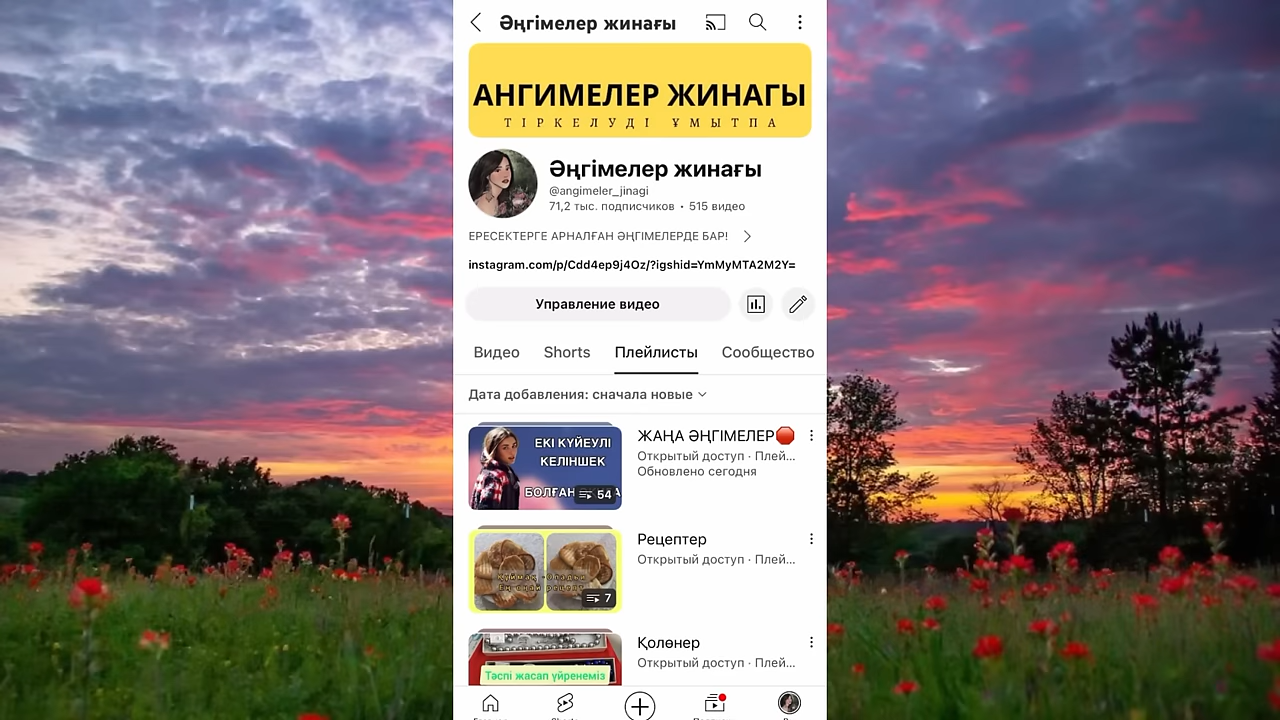 Әңгімелер жинағы
АНГИМЕЛЕР ЖИНАГЫ
ТІРКЕЛУДІ ҰМЫТПА
Әңгімелер жинағы
@angimeler_jinagi
71,2 тыс. подписчиков • 515 видео
ЕРЕСЕКТЕРГЕ АРНАЛҒАН ӘҢГІМЕЛЕРДЕ БАР!
instagram.com/p/Cdd4ep9j4Oz/?igshid=YmMyMTA2M2Y=
Управление видео
Видео Shorts Плейлисты Сообщество
Дата добавления: сначала новые
ЕКІ КҮЙЕУЛІ
КЕЛІНШЕК
БОЛҒАН
54
ЖАҢА ӘҢГІМЕЛЕР
Открытый доступ · Плей...
Обновлено сегодня
7
Рецептер
Открытый доступ · Плей...
Тәспі жасап үйренеміз
Қолөнер
Открытый доступ · Плей...